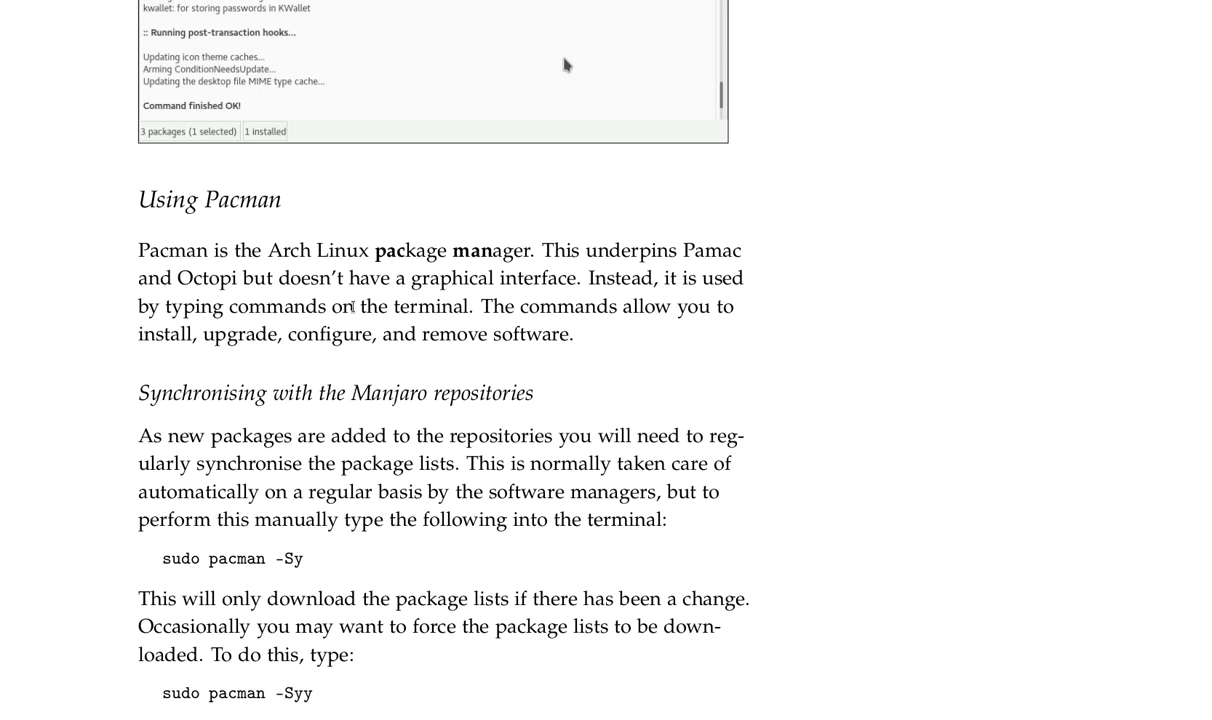 kwallet: for storing passwords in KWallet
:: Running post-transaction hooks...
Updating icon theme caches...
Arming ConditionNeedsUpdate...
Updating the desktop file MIME type cache...
Command finished OK!
3 packages (1 selected) 1 installed
Using Pacman
Pacman is the Arch Linux package manager. This underpins Pamac
and Octopi but doesn't have a graphical interface. Instead, it is used
by typing commands on the terminal. The commands allow you to
install, upgrade, configure, and remove software.
Synchronising with the Manjaro repositories
As new packages are added to the repositories you will need to reg-
ularly synchronise the package lists. This is normally taken care of
automatically on a regular basis by the software managers, but to
perform this manually type the following into the terminal:
sudo pacman -Sy
This will only download the package lists if there has been a change.
Occasionally you may want to force the package lists to be down-
loaded. To do this, type:
sudo pacman -Syy